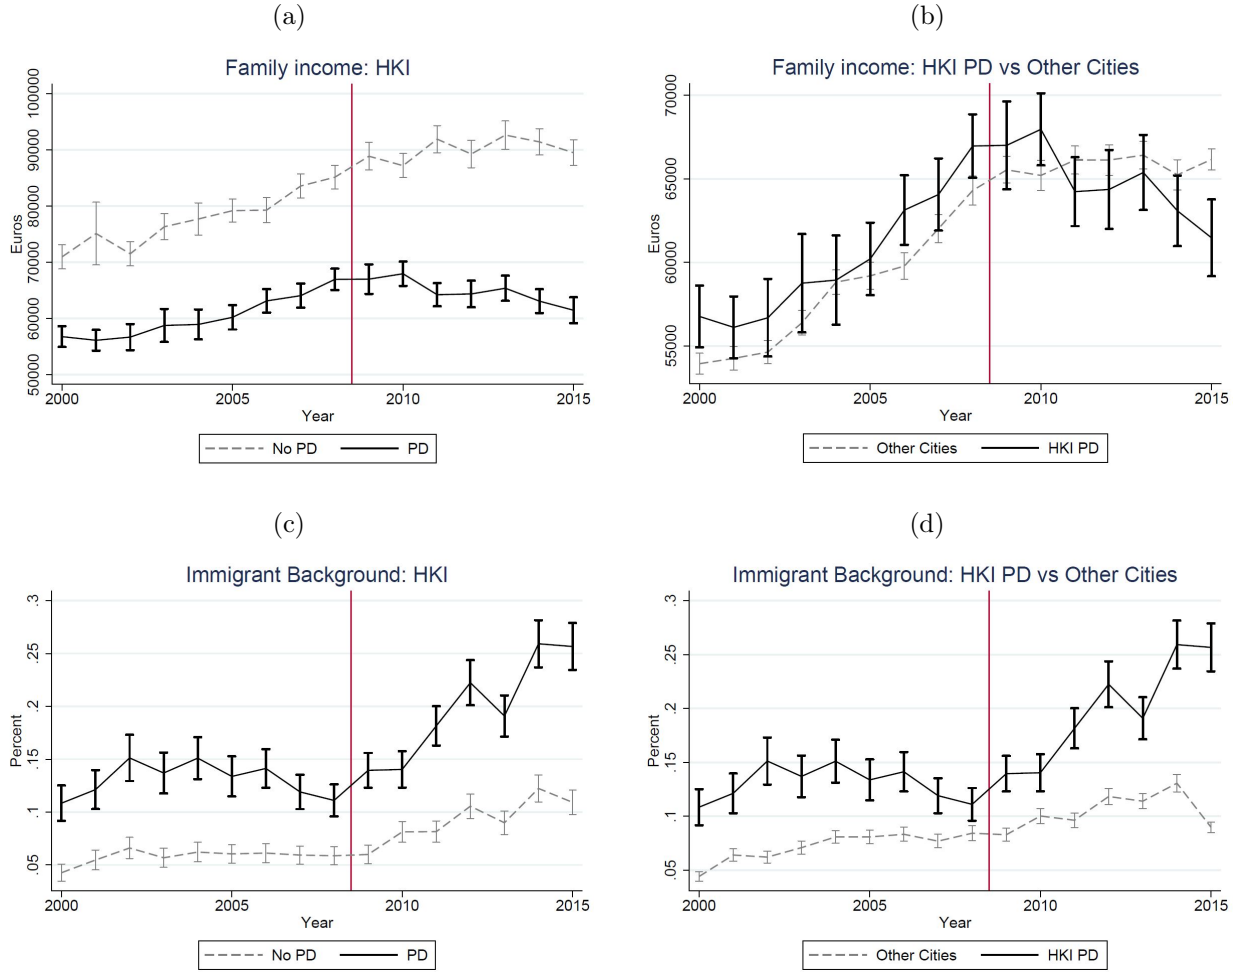 (a)
Family income: HKI
Euros
100000
90000
80000
70000
60000
50000
2000
2005
2010
2015
Year
No PD
PD
(b)
Family income: HKI PD vs Other Cities
Euros
70000
65000
60000
55000
2000
2005
2010
2015
Year
Other Cities
HKI PD
(c)
Immigrant Background: HKI
Percent
.3
.25
.2
.15
.1
.05
2000
2005
2010
2015
Year
No PD
PD
(d)
Immigrant Background: HKI PD vs Other Cities
Percent
.3
.25
.2
.15
.1
.05
2000
2005
2010
2015
Year
Other Cities
HKI PD